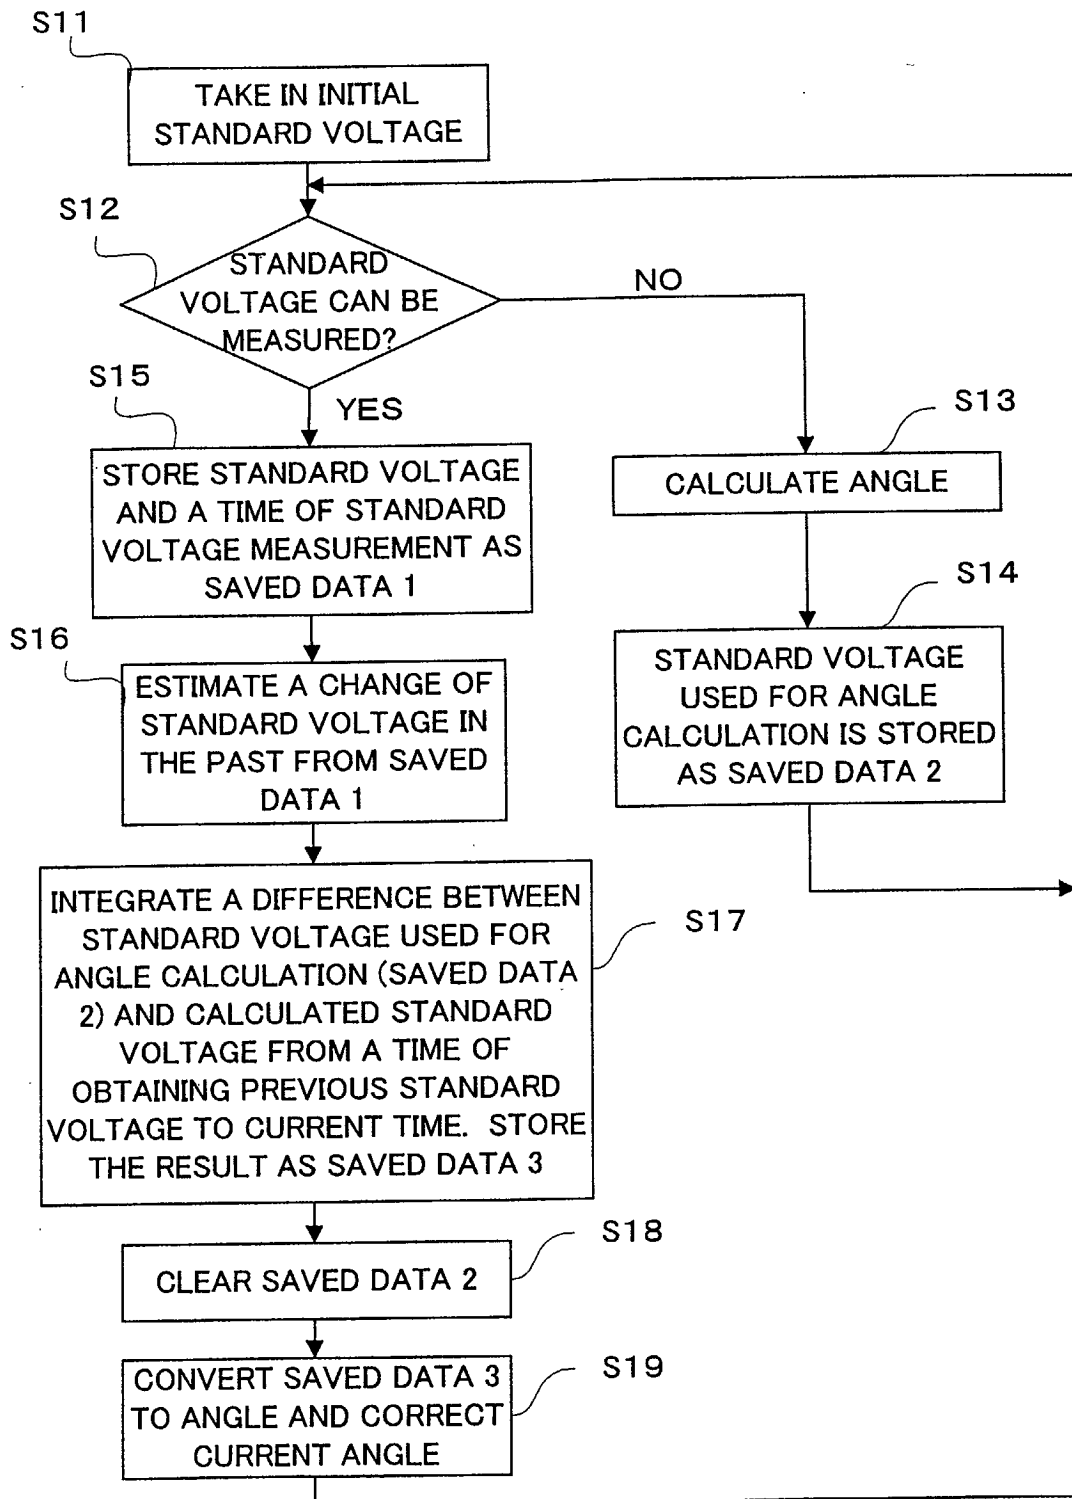 S11
TAKE IN INITIAL
STANDARD VOLTAGE
S12
STANDARD
VOLTAGE CAN BE
MEASURED?
NO
YES
S13
CALCULATE ANGLE
S14
STANDARD VOLTAGE
USED FOR ANGLE
CALCULATION IS STORED
AS SAVED DATA 2
S15
STORE STANDARD VOLTAGE
AND A TIME OF STANDARD
VOLTAGE MEASUREMENT AS
SAVED DATA 1
S16
ESTIMATE A CHANGE OF
STANDARD VOLTAGE IN
THE PAST FROM SAVED
DATA 1
S17
INTEGRATE A DIFFERENCE BETWEEN
STANDARD VOLTAGE USED FOR
ANGLE CALCULATION (SAVED DATA
2) AND CALCULATED STANDARD
VOLTAGE FROM A TIME OF
OBTAINING PREVIOUS STANDARD
VOLTAGE TO CURRENT TIME. STORE
THE RESULT AS SAVED DATA 3
S18
CLEAR SAVED DATA 2
S19
CONVERT SAVED DATA 3
TO ANGLE AND CORRECT
CURRENT ANGLE